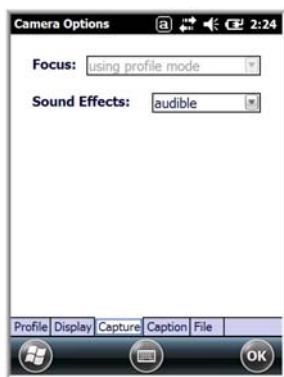 Camera Options a 2:24
Focus: using profile mode
Sound Effects: audible
Profile Display Capture Caption File
OK